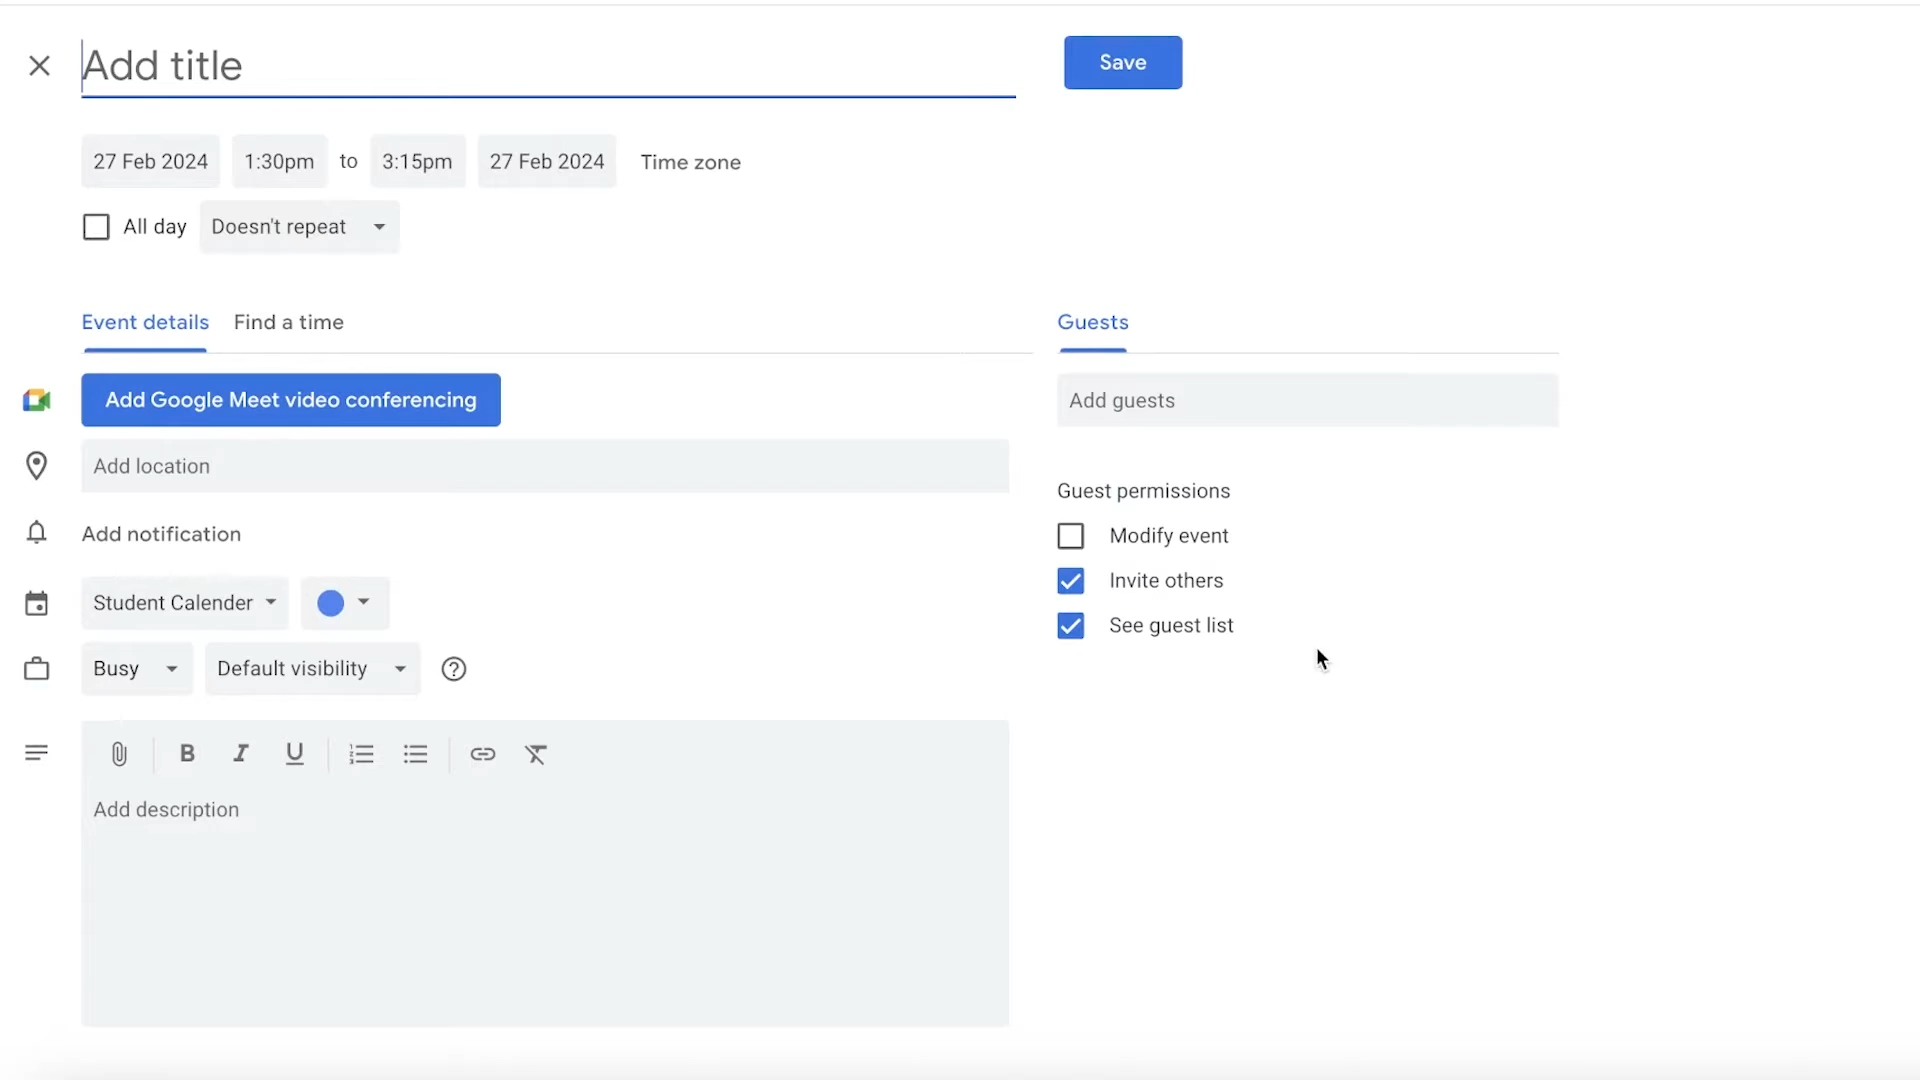 Add title
Save
27 Feb 2024 1:30pm to 3:15pm 27 Feb 2024 Time zone
All day Doesn't repeat
Event details Find a time
Guests
Add Google Meet video conferencing
Add guests
Add location
Guest permissions
Add notification
Modify event
Invite others
Student Calender
See guest list
Busy Default visibility
B I U
Add description